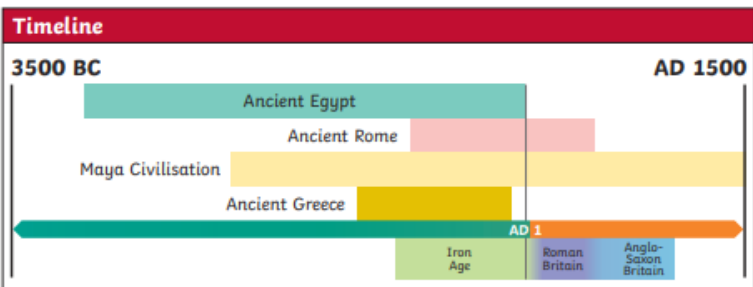 Timeline
3500 BC
AD 1500
Ancient Egypt
Ancient Rome
Maya Civilisation
Ancient Greece
AD 1
Iron
Age
Roman
Britain
Anglo-
Saxon
Britain